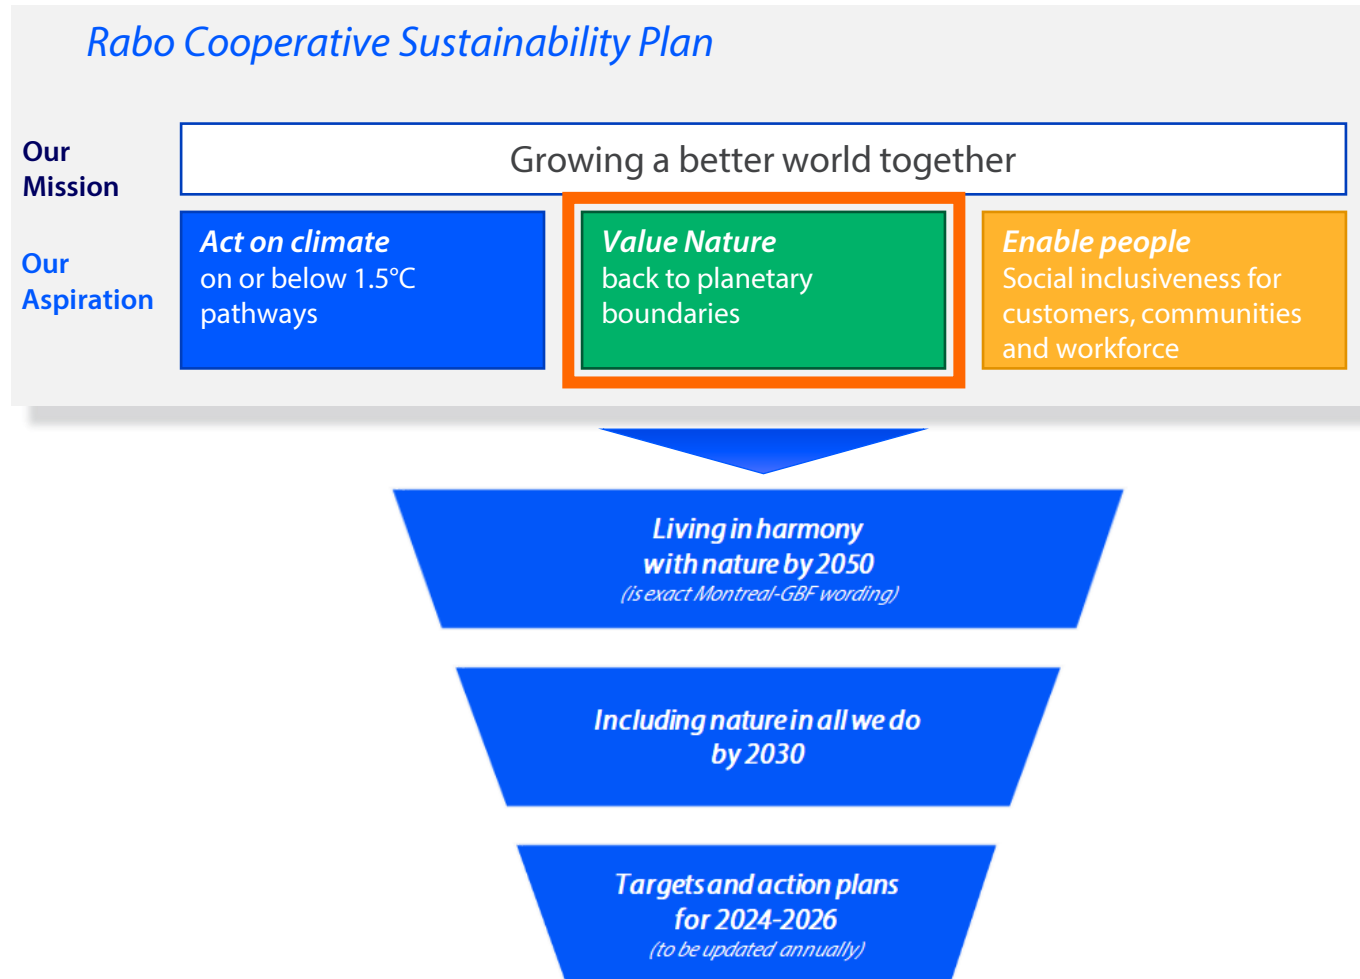 Rabo Cooperative Sustainability Plan
Our
Mission
Growing a better world together
Our
Aspiration
Act on climate
on or below 1.5°C
pathways
Value Nature
back to planetary
boundaries
Enable people
Social inclusiveness for
customers, communities
and workforce
Living in harmony
with nature by 2050
(is exact Montreal-GBF wording)
Including nature in all we do
by 2030
Targets and action plans
for 2024-2026
(to be updated annually)